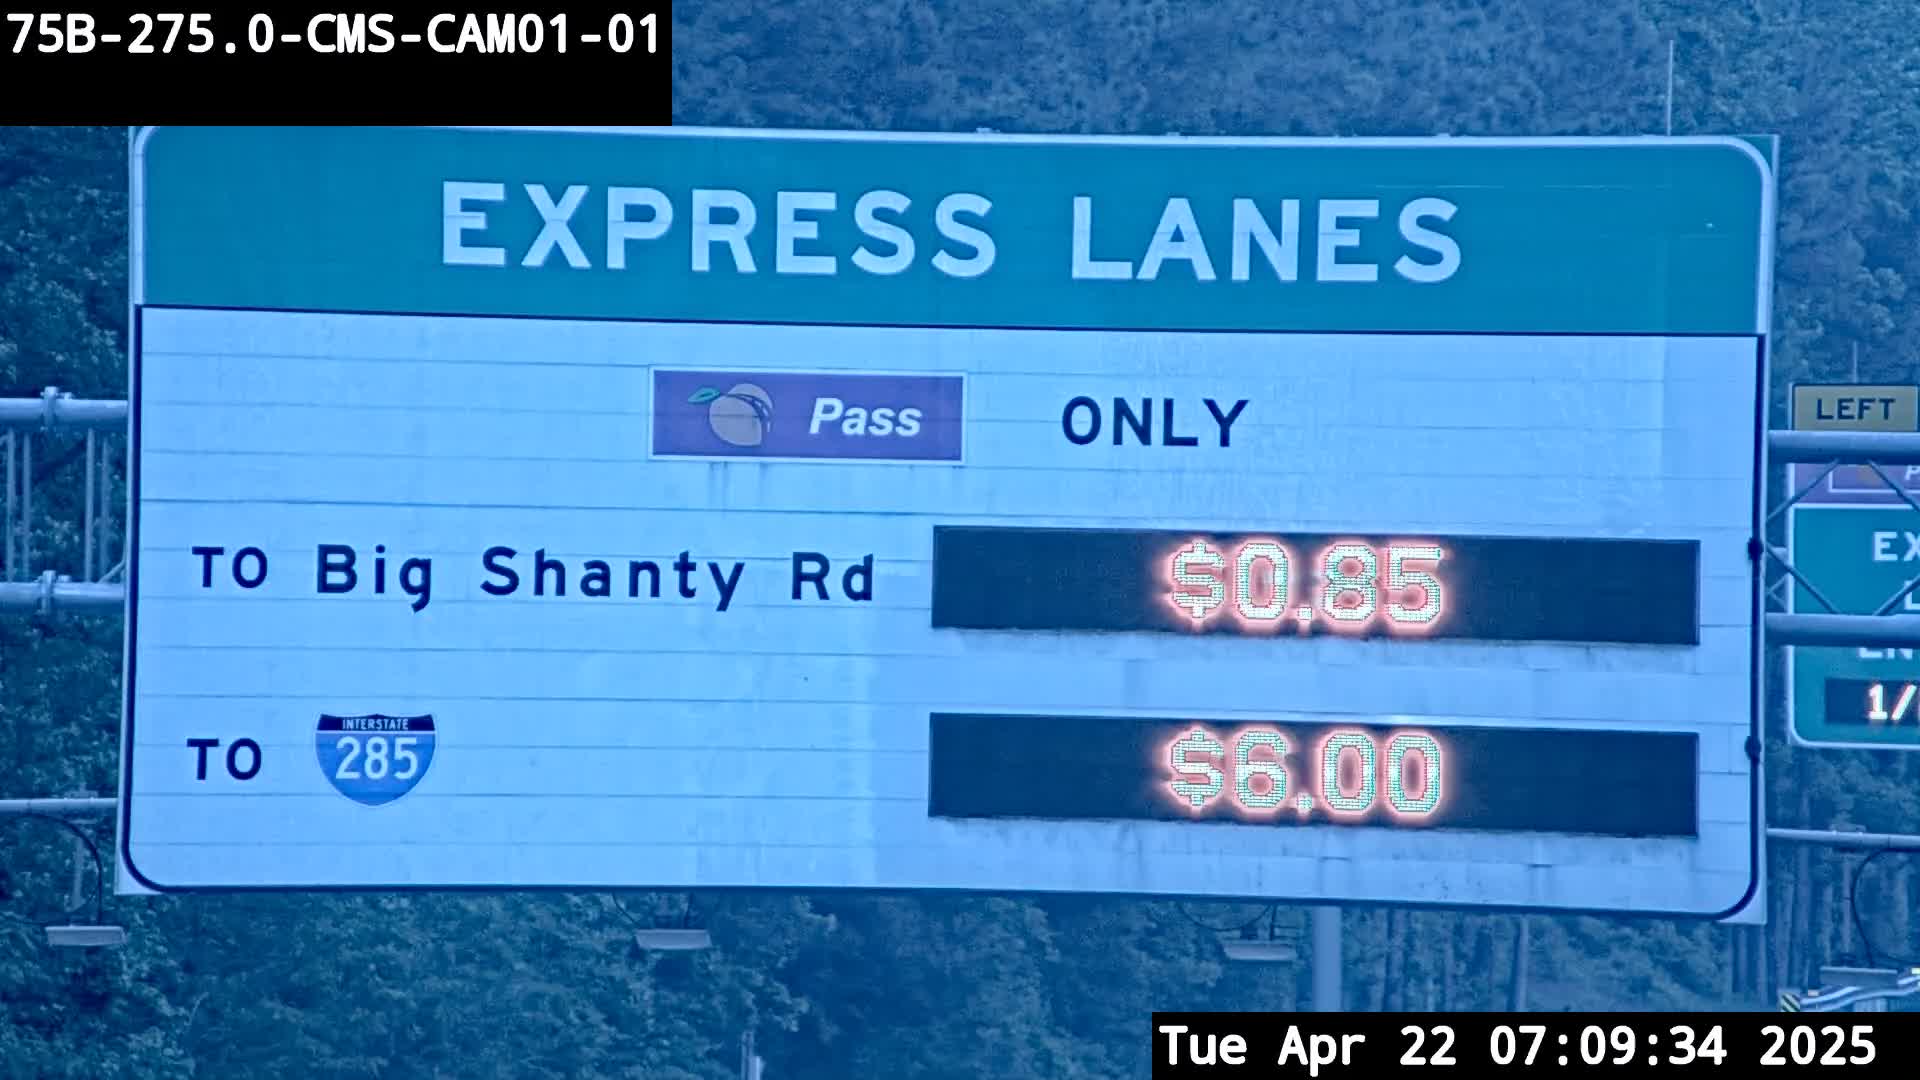 75B-275.0-CMS-CAM01-01
EXPRESS LANES
Pass ONLY
LEFT
TO Big Shanty Rd $0.85
TO INTERSTATE 285 $6.00
Tue Apr 22 07:09:34 2025